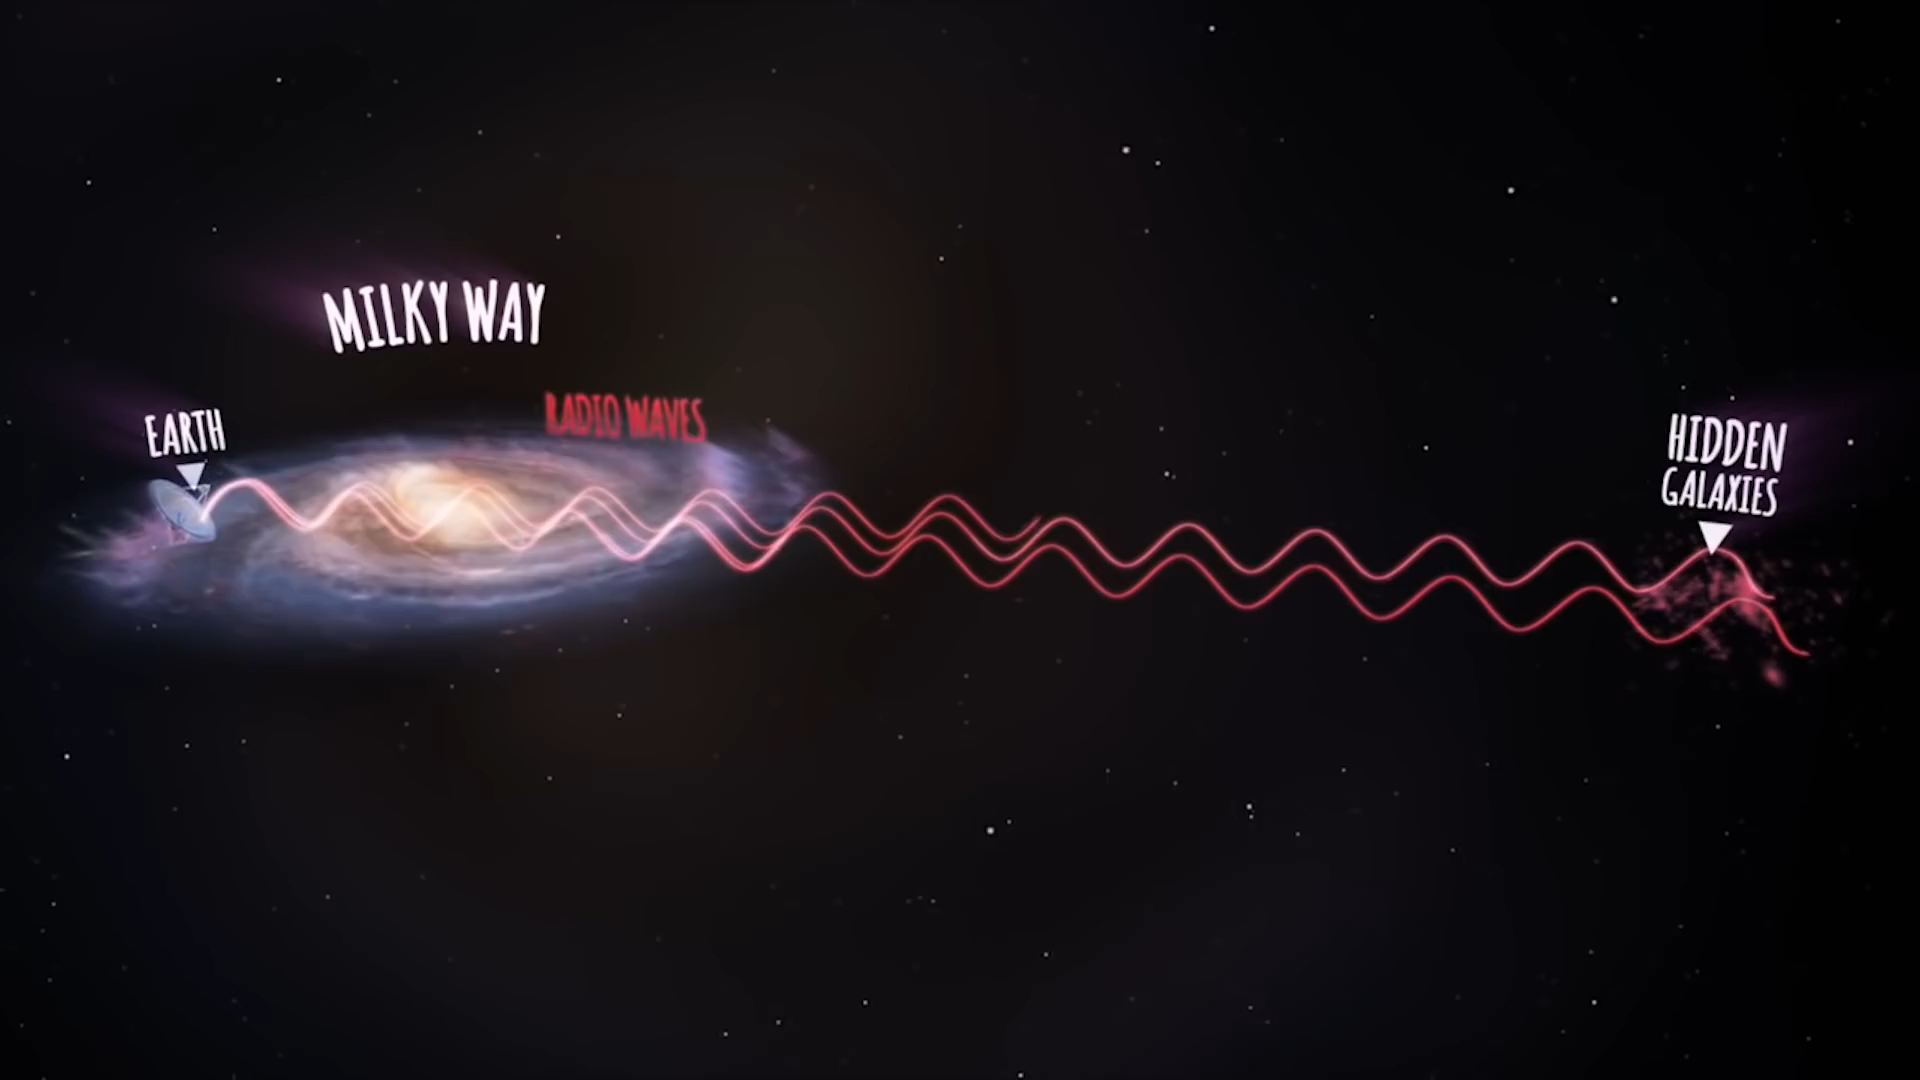 MILKY WAY
RADIO WAVES
EARTH
HIDDEN
GALAXIES